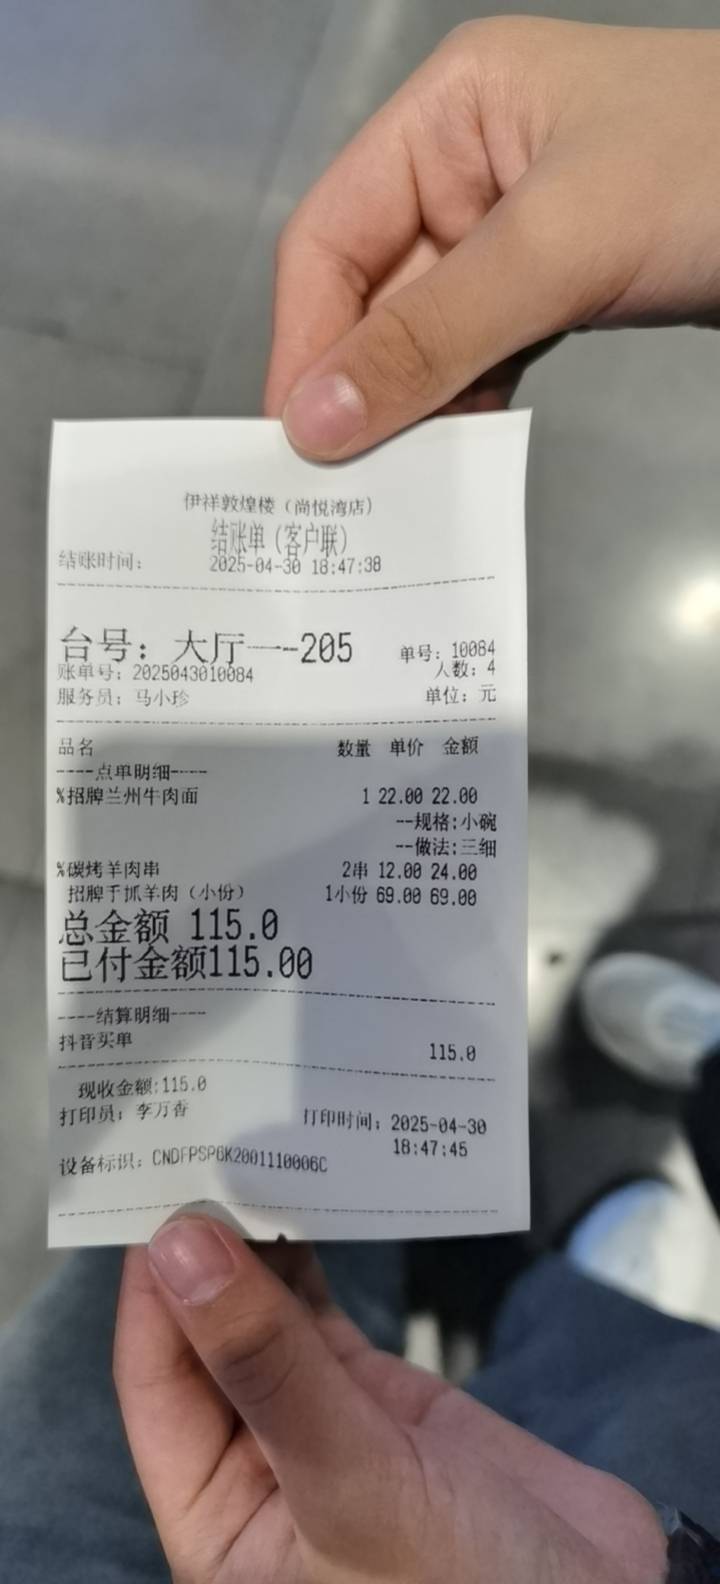 伊祥敦煌楼（尚悦湾店）
结账单（客户联）
结账时间： 2025-04-30 18:47:38
台号：大厅一--205 单号：10084
账单号：2025043010084 人数：4
服务员：马小珍 单位：元
品名 数量 单价 金额
----点单明细----
%招牌兰州牛肉面 1 22.00 22.00
--规格:小碗
--做法:三细
%碳烤羊肉串 2串 12.00 24.00
招牌手抓羊肉（小份） 1小份 69.00 69.00
总金额 115.0
已付金额115.00
----结算明细----
抖音买单 115.0
现收金额:115.0
打印员：李万香 打印时间：2025-04-30
18:47:45
设备标识：CNDFPSP6K2001110006C